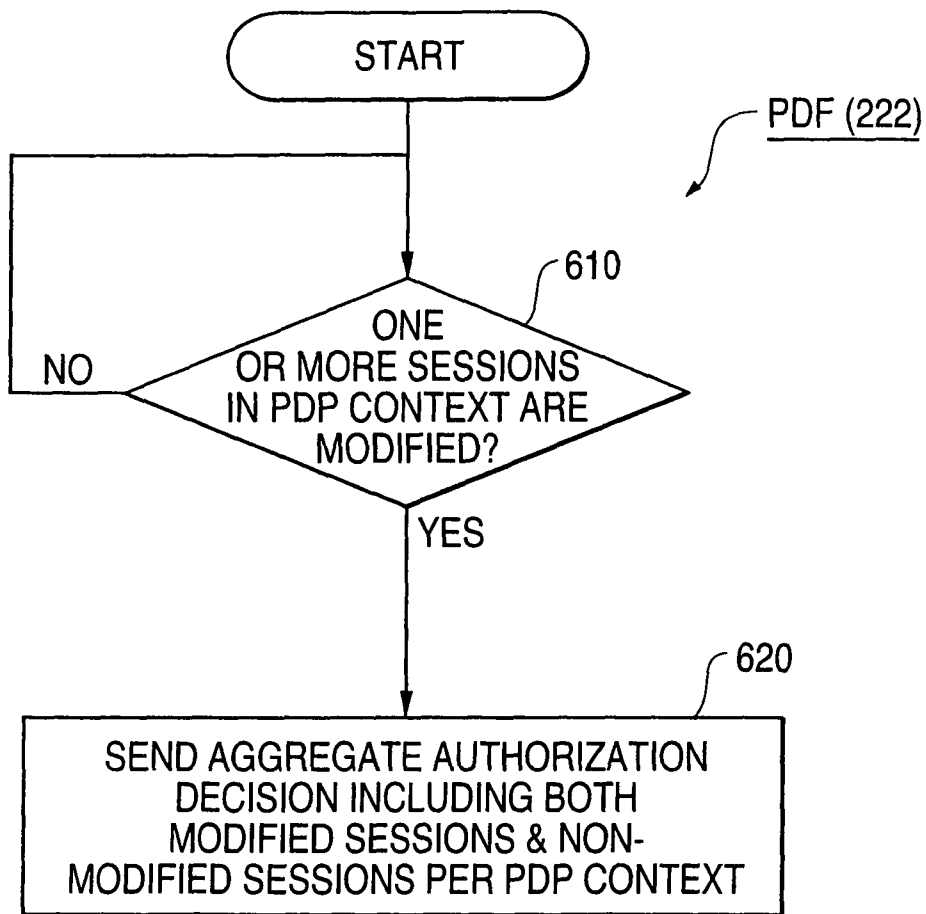 START
PDF (222)
610
ONE
OR MORE SESSIONS
IN PDP CONTEXT ARE
MODIFIED?
NO
YES
620
SEND AGGREGATE AUTHORIZATION
DECISION INCLUDING BOTH
MODIFIED SESSIONS & NON-
MODIFIED SESSIONS PER PDP CONTEXT